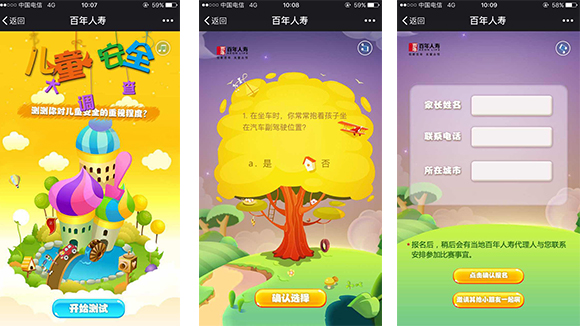 中国电信 4G 10:07 86%
返回 百年人寿 •••
儿童安全
大调查
测测您对儿童安全的重视程度?
开始测试
中国电信 4G 10:08
返回 百年人寿 •••
百年人寿
1. 在坐车时，你常常抱着孩子坐
在汽车副驾驶位置?
a. 是
否
确认选择
中国电信 4G 10:09 58%
返回 百年人寿 •••
百年人寿
家长姓名
联系电话
所在城市
* 报名后，稍后会有当地百年人寿代理人与您联系
安排参加比赛事宜。
点击确认报名
邀请其他小朋友一起啊